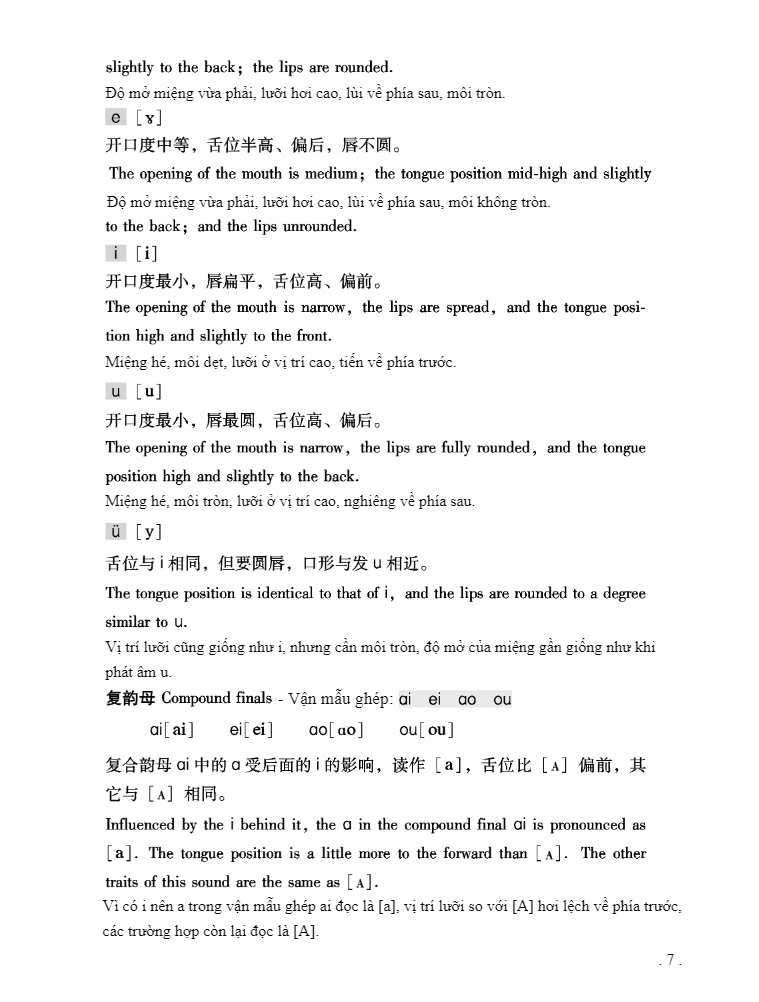 slightly to the back; the lips are rounded.
Độ mở miệng vừa phải, lưỡi hơi cao, lùi về phía sau, môi tròn.
e [ɤ]
开口度中等，舌位半高、偏后，唇不圆。
The opening of the mouth is medium; the tongue position mid-high and slightly
Độ mở miệng vừa phải, lưỡi hơi cao, lùi về phía sau, môi không tròn.
to the back; and the lips unrounded.
i [i]
开口度最小，唇扁平，舌位高、偏前。
The opening of the mouth is narrow, the lips are spread, and the tongue posi-
tion high and slightly to the front.
Miệng hé, môi dẹt, lưỡi ở vị trí cao, tiến về phía trước.
u [u]
开口度最小，唇最圆，舌位高、偏后。
The opening of the mouth is narrow, the lips are fully rounded, and the tongue
position high and slightly to the back.
Miệng hé, môi tròn, lưỡi ở vị trí cao, nghiêng về phía sau.
ü [y]
舌位与i相同，但要圆唇，口形与发u相近。
The tongue position is identical to that of i, and the lips are rounded to a degree
similar to u.
Vị trí lưỡi cũng giống như i, nhưng cần môi tròn, độ mở của miệng gần giống như khi
phát âm u.
复韵母 Compound finals - Vận mẫu ghép: ɑi ei ɑo ou
ɑi[ai] ei[ei] ɑo[ɑo] ou[ou]
复合韵母ɑi中的ɑ受后面的i的影响，读作［a］，舌位比［ᴀ］偏前，其
它与［ᴀ］相同。
Influenced by the i behind it, the ɑ in the compound final ɑi is pronounced as
[a]. The tongue position is a little more to the forward than [ᴀ]. The other
traits of this sound are the same as [ᴀ].
Vì có i nên a trong vận mẫu ghép ai đọc là [a], vị trí lưỡi so với [A] hơi lệch về phía trước,
các trường hợp còn lại đọc là [A].
. 7 .